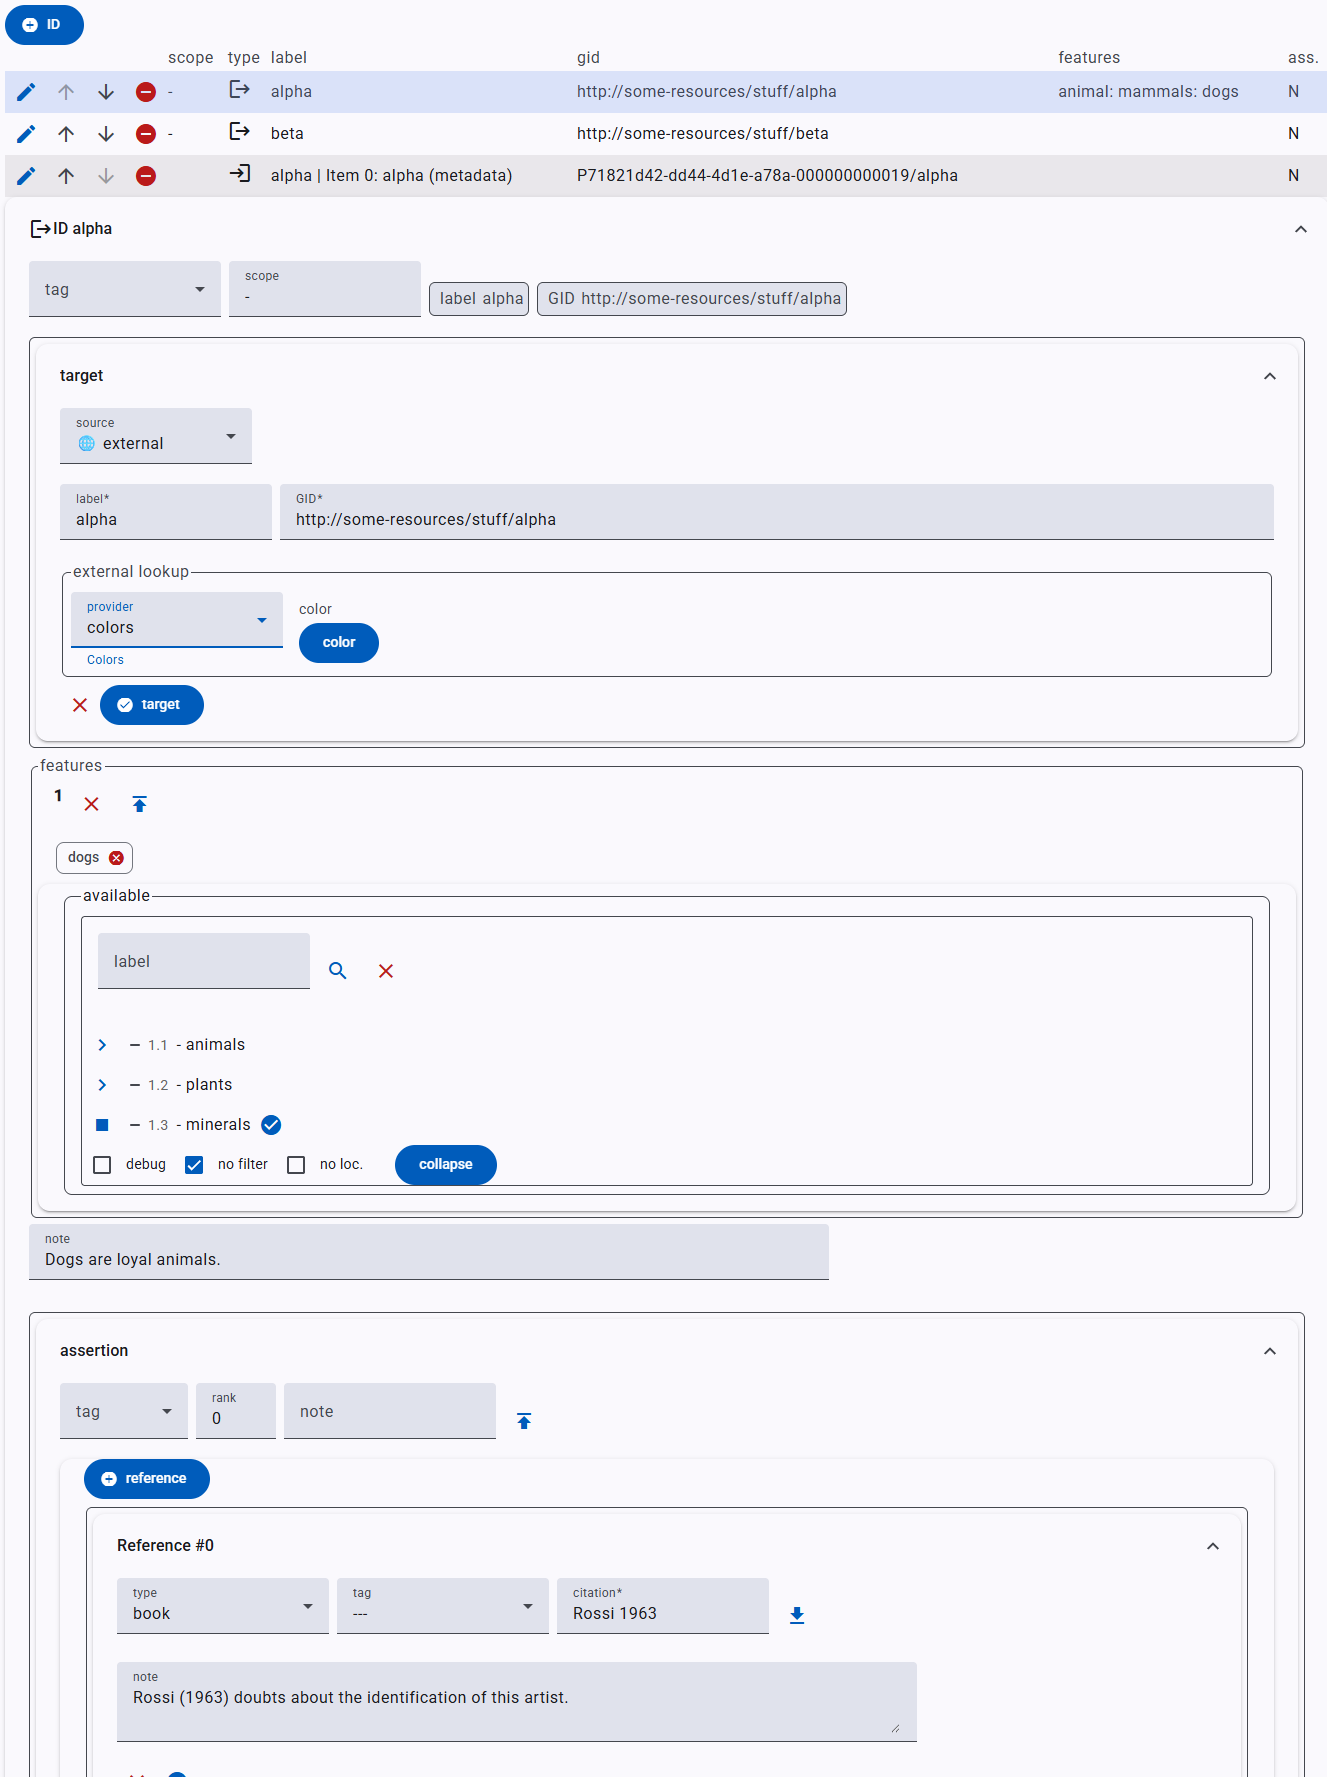 ID
scope type label gid features ass.
- alpha http://some-resources/stuff/alpha animal: mammals: dogs N
- beta http://some-resources/stuff/beta N
alpha | Item 0: alpha (metadata) P71821d42-dd44-4d1e-a78a-000000000019/alpha N
ID alpha
tag
scope
-
label alpha
GID http://some-resources/stuff/alpha
target
source
external
label*
alpha
GID*
http://some-resources/stuff/alpha
external lookup
provider
colors
Colors
color
color
target
features
1
dogs
available
label
– 1.1 - animals
– 1.2 - plants
– 1.3 - minerals
debug no filter no loc. collapse
note
Dogs are loyal animals.
assertion
tag
rank
0
note
reference
Reference #0
type
book
tag
---
citation*
Rossi 1963
note
Rossi (1963) doubts about the identification of this artist.